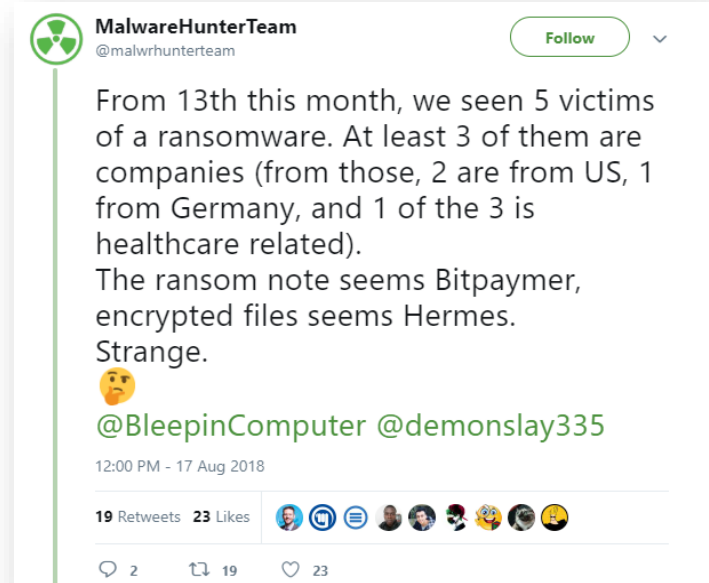 MalwareHunterTeam
@malwrhunterteam
Follow
From 13th this month, we seen 5 victims
of a ransomware. At least 3 of them are
companies (from those, 2 are from US, 1
from Germany, and 1 of the 3 is
healthcare related).
The ransom note seems Bitpaymer,
encrypted files seems Hermes.
Strange.
@BleepinComputer @demonslay335
12:00 PM - 17 Aug 2018
19 Retweets 23 Likes
2 19 23